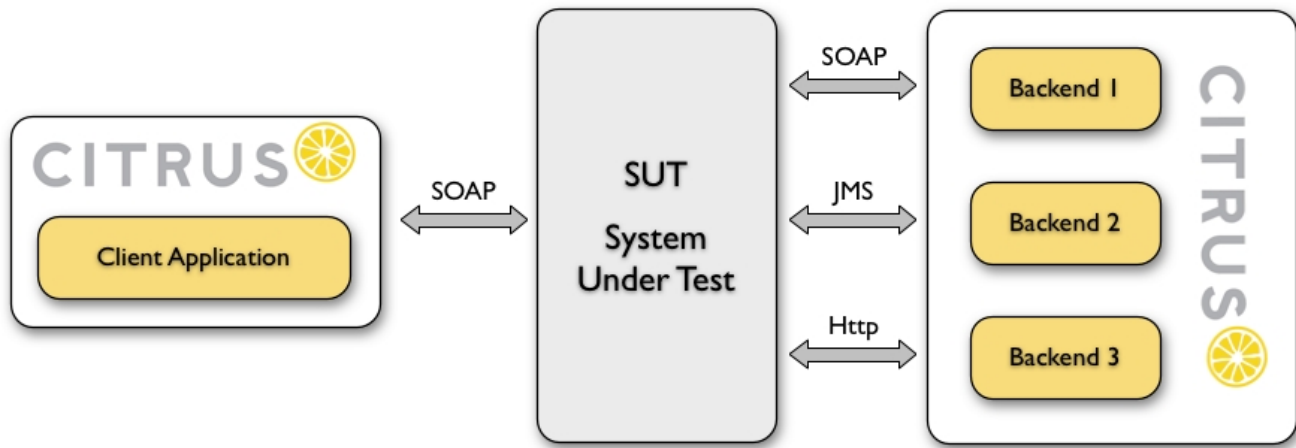 CITRUS
Client Application
SOAP
SUT
System
Under Test
SOAP
JMS
Http
Backend 1
Backend 2
Backend 3
CITRUS